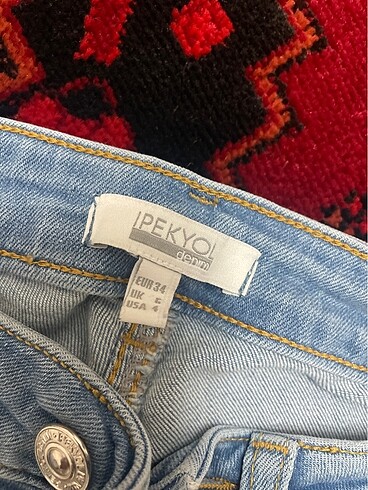 IPEKYOL
denim
EUR 34
UK 6
USA 4